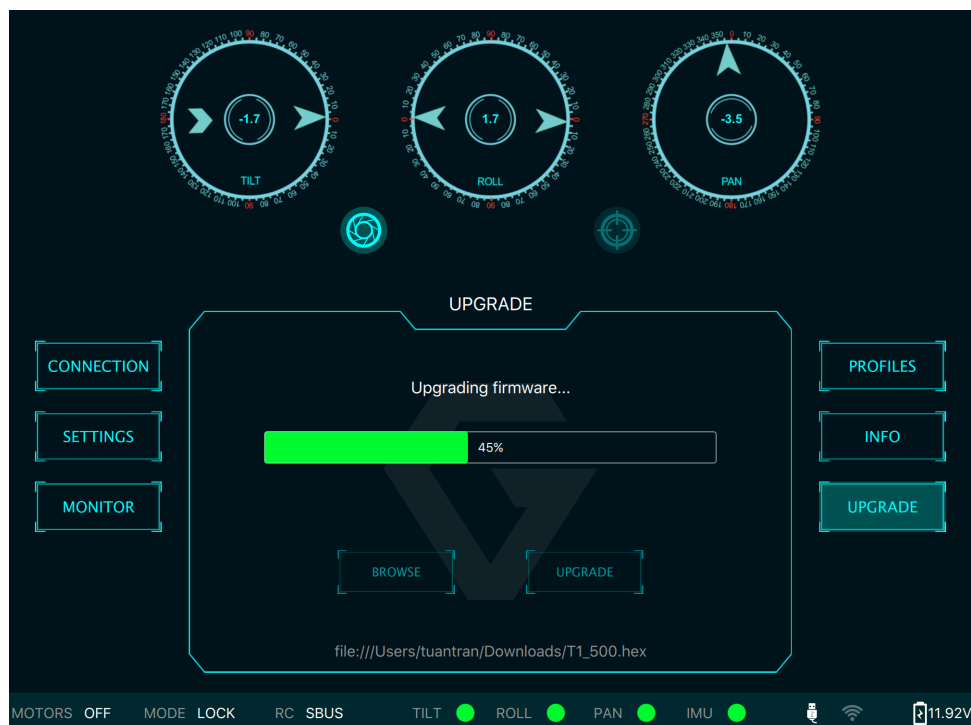 -1.7
TILT
1.7
ROLL
-3.5
PAN
UPGRADE
CONNECTION
SETTINGS
MONITOR
Upgrading firmware...
45%
BROWSE
UPGRADE
file:///Users/tuantran/Downloads/T1_500.hex
PROFILES
INFO
UPGRADE
MOTORS OFF MODE LOCK RC SBUS TILT ROLL PAN IMU 11.92V